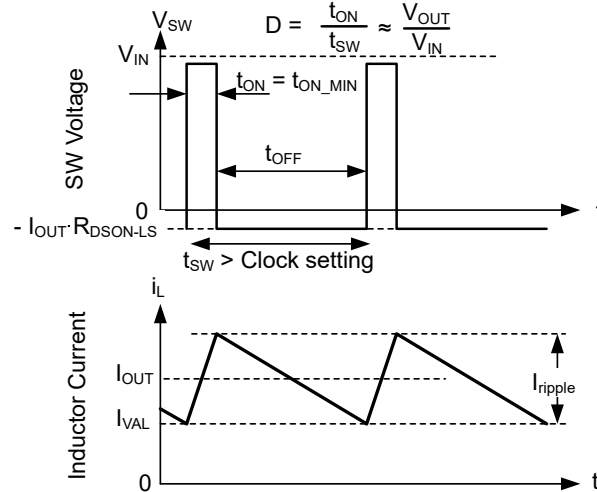 V_SW
D = t_ON / t_SW ≈ V_OUT / V_IN
V_IN
t_ON = t_ON_MIN
SW Voltage
t_OFF
0
t
- I_OUT·R_DSON-LS
t_SW > Clock setting
i_L
Inductor Current
I_OUT
I_ripple
I_VAL
0
t